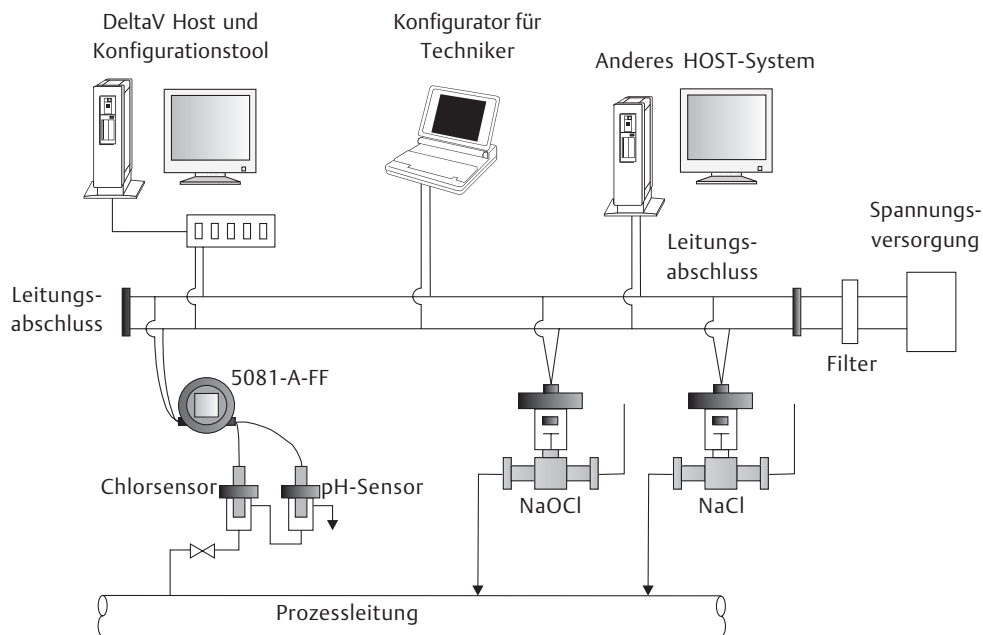 DeltaV Host und
Konfigurationstool
Konfigurator für
Techniker
Anderes HOST-System
Spannungs-
versorgung
Leitungs-
abschluss
Leitungs-
abschluss
Filter
5081-A-FF
Chlorsensor
pH-Sensor
NaOCl
NaCl
Prozessleitung